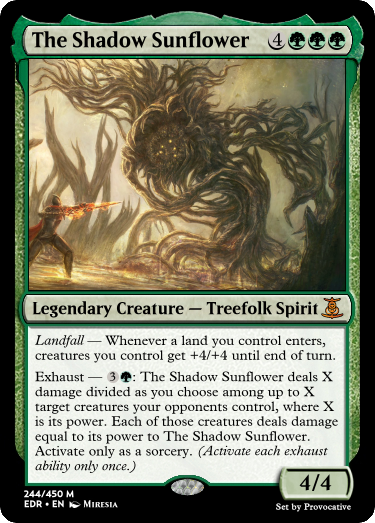 The Shadow Sunflower 4
Legendary Creature — Treefolk Spirit
Landfall — Whenever a land you control enters,
creatures you control get +4/+4 until end of turn.
Exhaust — 3: The Shadow Sunflower deals X
damage divided as you choose among up to X
target creatures your opponents control, where X
is its power. Each of those creatures deals damage
equal to its power to The Shadow Sunflower.
Activate only as a sorcery. (Activate each exhaust
ability only once.)
4/4
244/450 M
EDR • EN Miresia
Set by Provocative